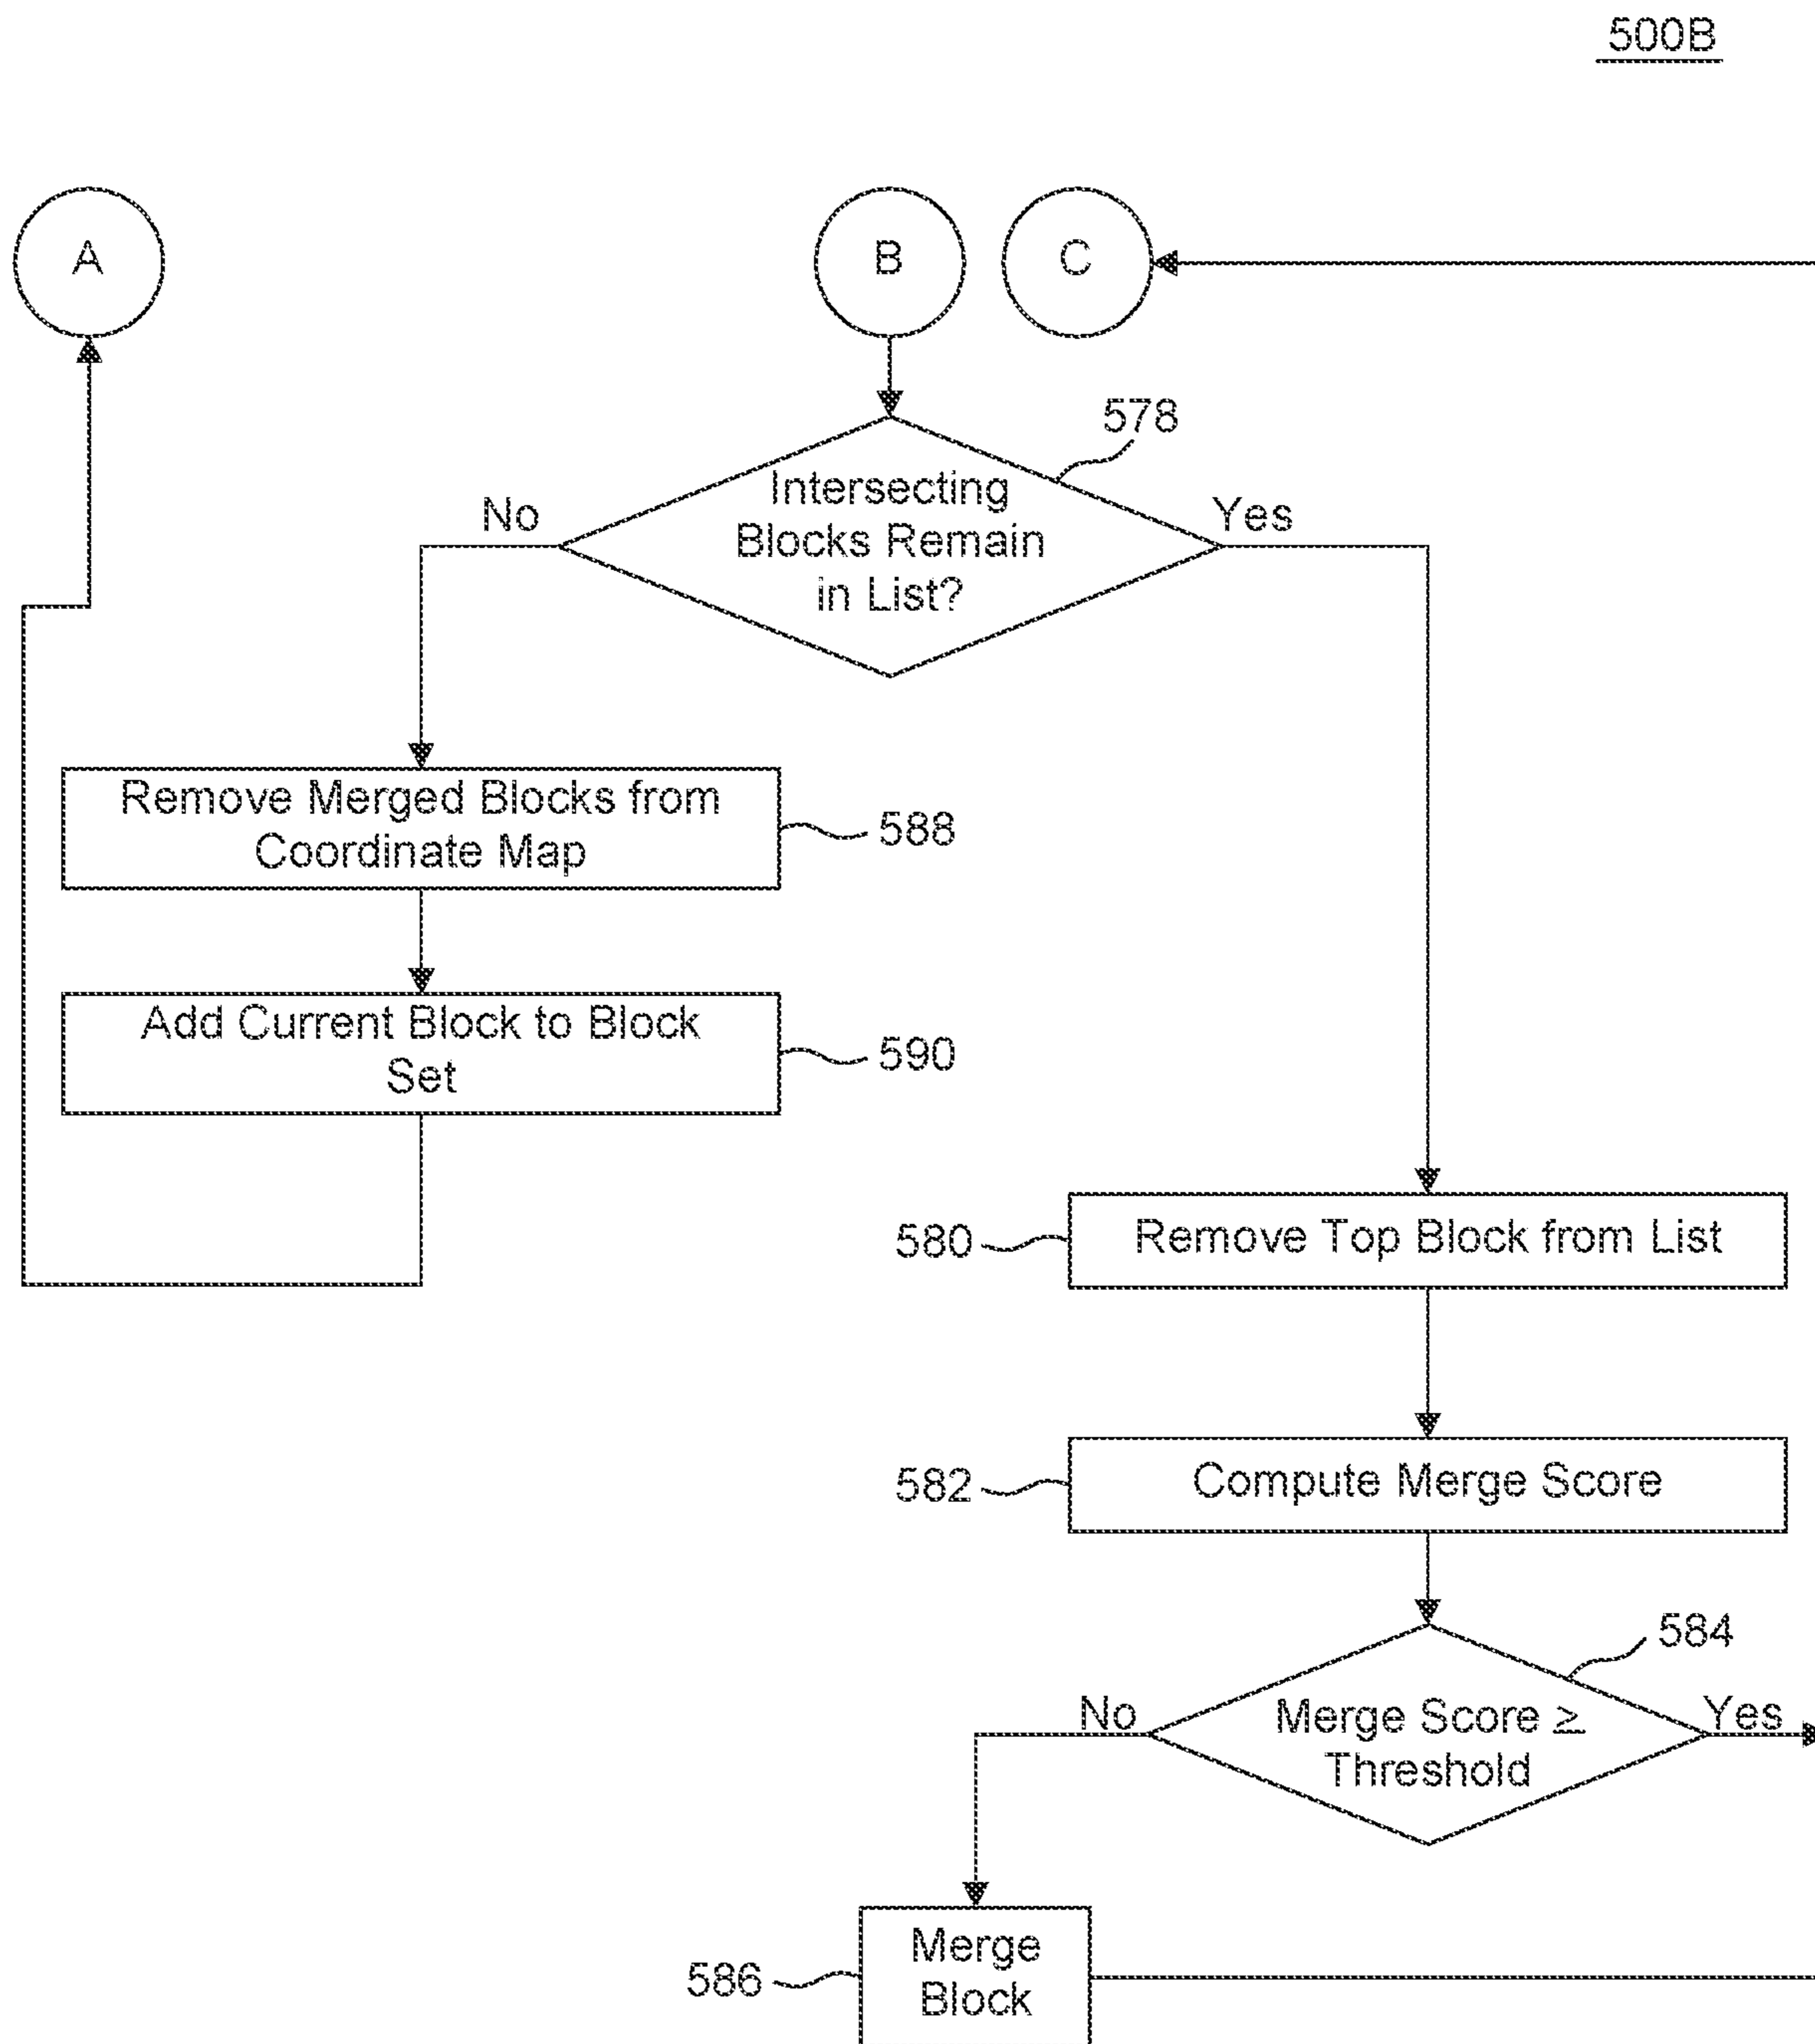 500B
A
B
C
578
Intersecting
Blocks Remain
in List?
No
Yes
Remove Merged Blocks from
Coordinate Map
588
Add Current Block to Block
Set
590
580
Remove Top Block from List
582
Compute Merge Score
584
No
Merge Score ≥
Threshold
Yes
586
Merge
Block